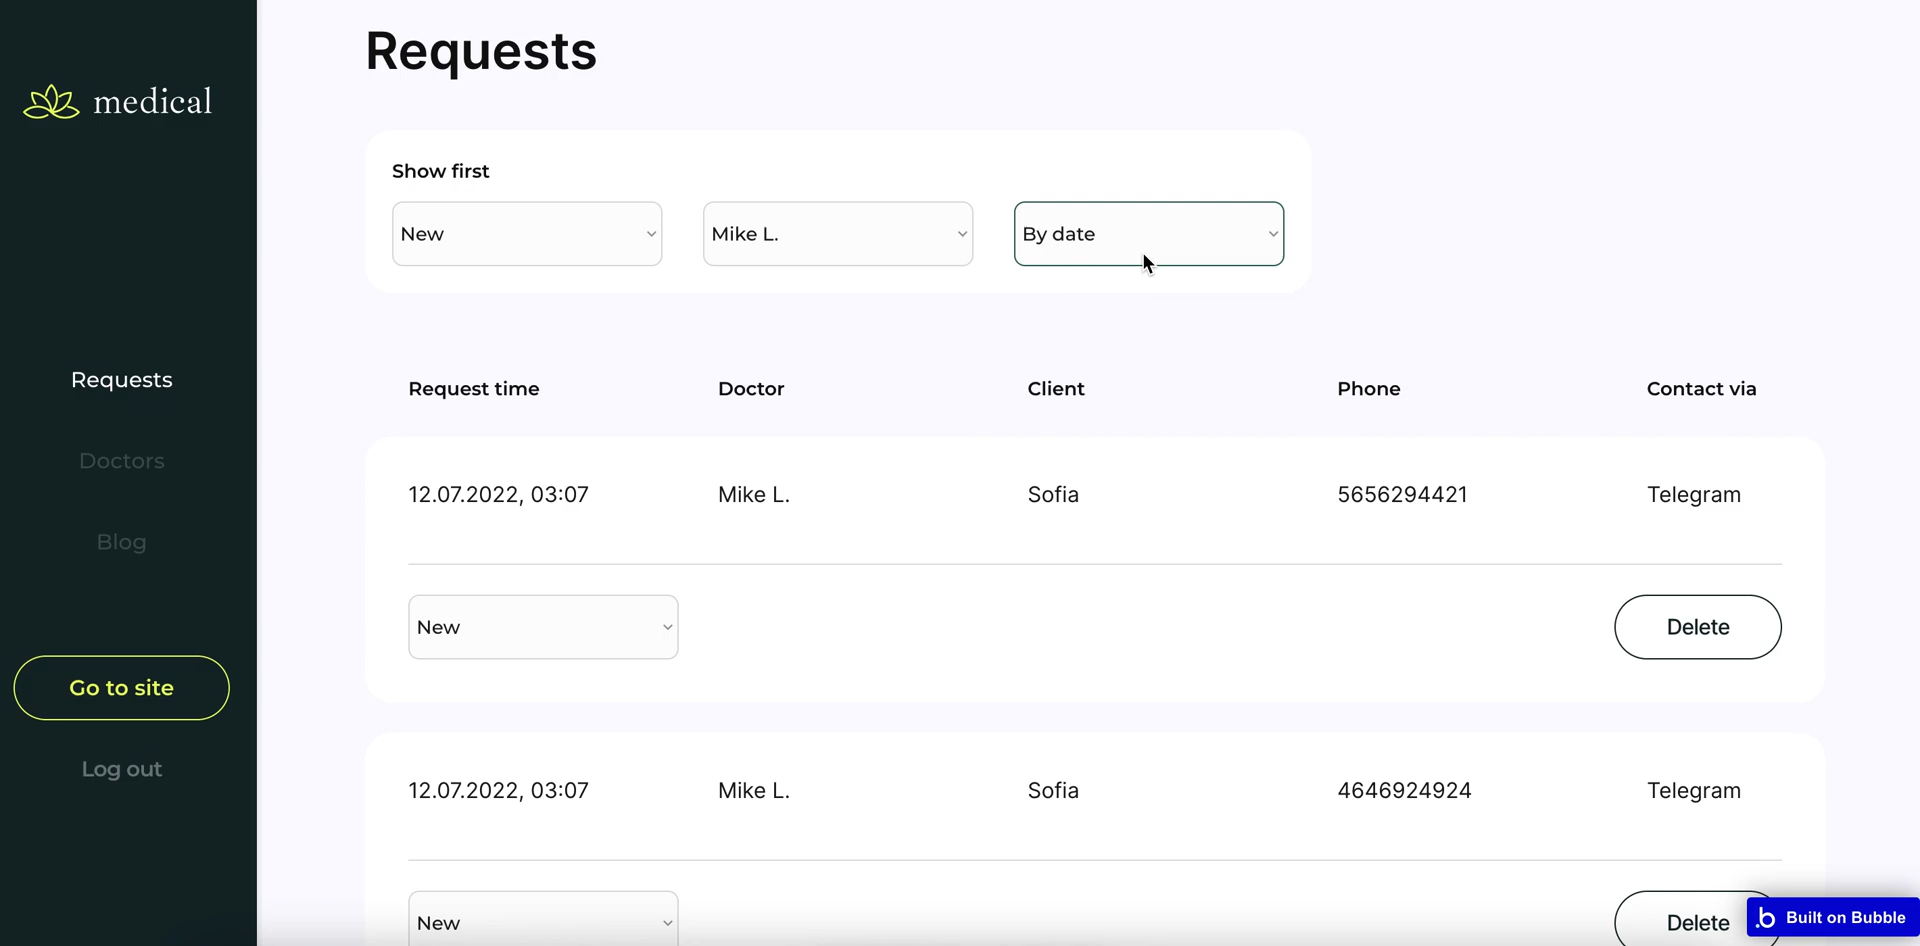 medical
Requests
Doctors
Blog
Go to site
Log out
Requests
Show first
New
Mike L.
By date
Request time Doctor Client Phone Contact via
12.07.2022, 03:07 Mike L. Sofia 5656294421 Telegram
New Delete
12.07.2022, 03:07 Mike L. Sofia 4646924924 Telegram
New Delete
b Built on Bubble